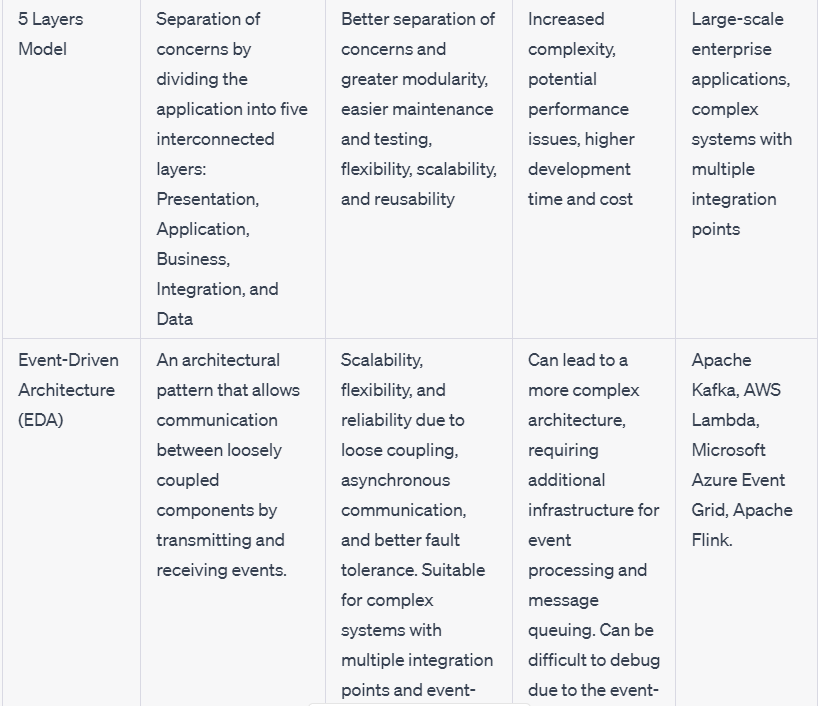 5 Layers
Model
Separation of
concerns by
dividing the
application into five
interconnected
layers:
Presentation,
Application,
Business,
Integration, and
Data
Better separation of
concerns and
greater modularity,
easier maintenance
and testing,
flexibility, scalability,
and reusability
Increased
complexity,
potential
performance
issues, higher
development
time and cost
Large-scale
enterprise
applications,
complex
systems with
multiple
integration
points
Event-Driven
Architecture
(EDA)
An architectural
pattern that allows
communication
between loosely
coupled
components by
transmitting and
receiving events.
Scalability,
flexibility, and
reliability due to
loose coupling,
asynchronous
communication,
and better fault
tolerance. Suitable
for complex
systems with
multiple integration
points and event-
Can lead to a
more complex
architecture,
requiring
additional
infrastructure for
event
processing and
message
queuing. Can be
difficult to debug
due to the event-
Apache
Kafka, AWS
Lambda,
Microsoft
Azure Event
Grid, Apache
Flink.